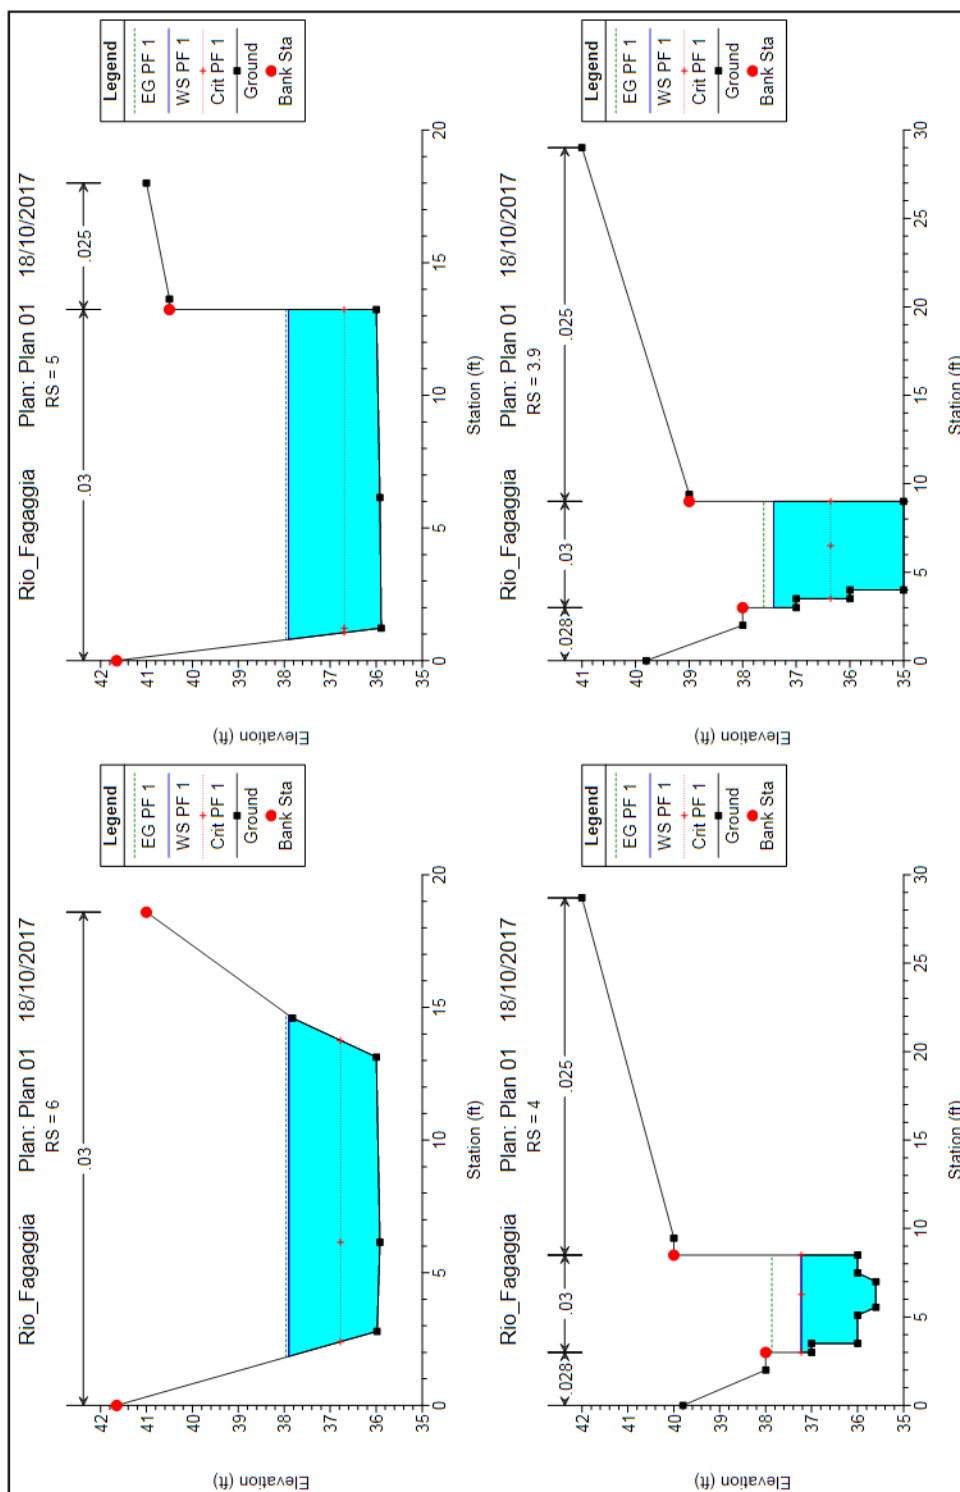 Rio_Fagaggia Plan: Plan 01 18/10/2017
RS = 6
.03
Legend
EG PF 1
WS PF 1
Crit PF 1
Ground
Bank Sta
42
41
40
39
38
37
36
35
Elevation (ft)
0 5 10 15 20
Station (ft)
Rio_Fagaggia Plan: Plan 01 18/10/2017
RS = 5
.03 .025
Legend
EG PF 1
WS PF 1
Crit PF 1
Ground
Bank Sta
42
41
40
39
38
37
36
35
Elevation (ft)
0 5 10 15 20
Station (ft)
Rio_Fagaggia Plan: Plan 01 18/10/2017
RS = 4
.028 .03 .025
Legend
EG PF 1
WS PF 1
Crit PF 1
Ground
Bank Sta
42
41
40
39
38
37
36
35
Elevation (ft)
0 5 10 15 20 25 30
Station (ft)
Rio_Fagaggia Plan: Plan 01 18/10/2017
RS = 3.9
.028 .03 .025
Legend
EG PF 1
WS PF 1
Crit PF 1
Ground
Bank Sta
41
40
39
38
37
36
35
Elevation (ft)
0 5 10 15 20 25 30
Station (ft)